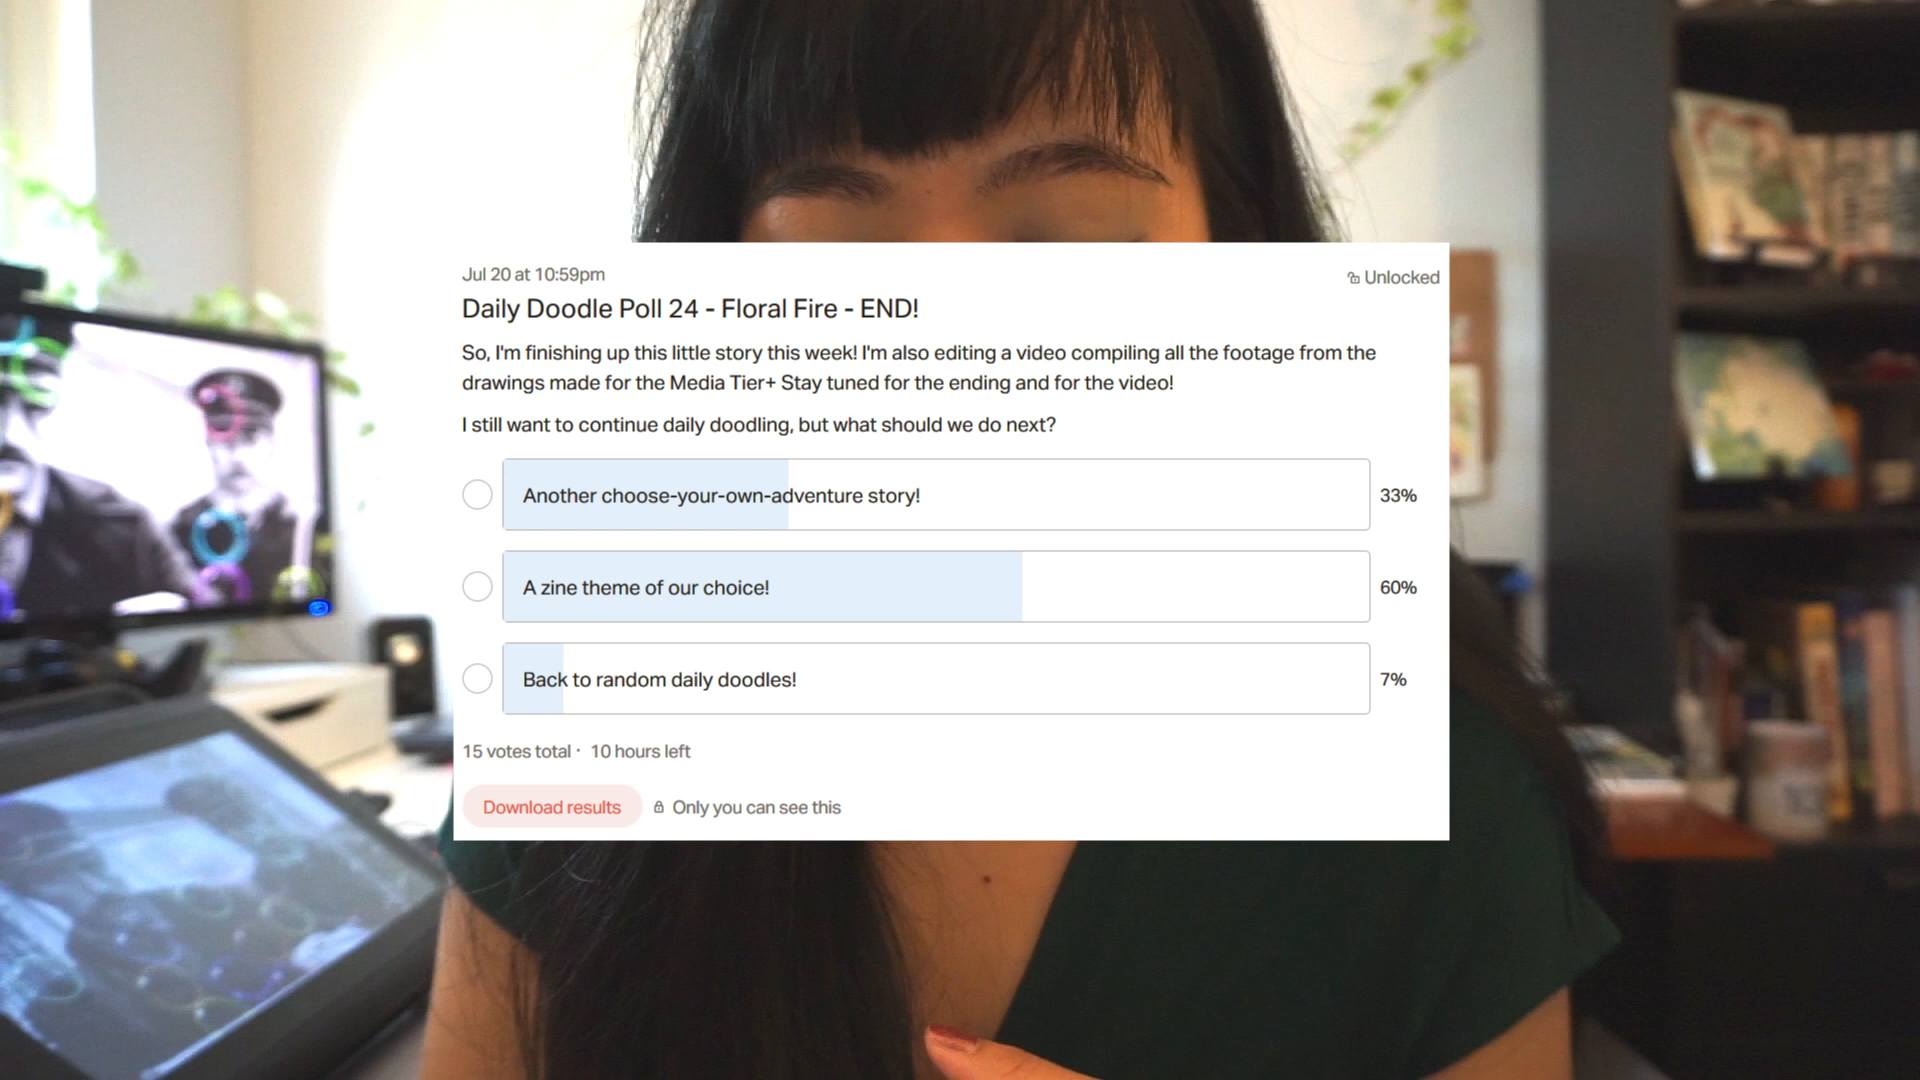 Jul 20 at 10:59pm
Unlocked
Daily Doodle Poll 24 - Floral Fire - END!
So, I'm finishing up this little story this week! I'm also editing a video compiling all the footage from the
drawings made for the Media Tier+ Stay tuned for the ending and for the video!
I still want to continue daily doodling, but what should we do next?
Another choose-your-own-adventure story!
33%
A zine theme of our choice!
60%
Back to random daily doodles!
7%
15 votes total · 10 hours left
Download results
Only you can see this